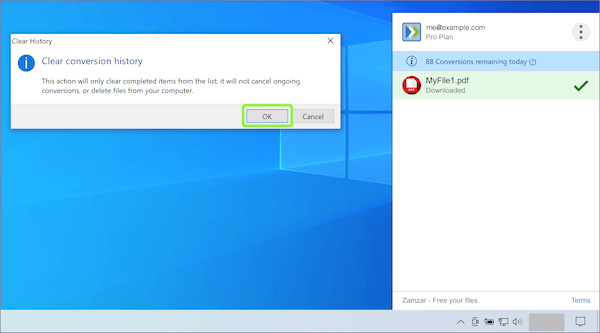 Clear History
Clear conversion history
This action will only clear completed items from the list; it will not cancel ongoing
conversions, or delete files from your computer.
OK
Cancel
me@example.com
Pro Plan
88 Conversions remaining today (?)
MyFile1.pdf
Downloaded
PDF
Zamzar - Free your files
Terms